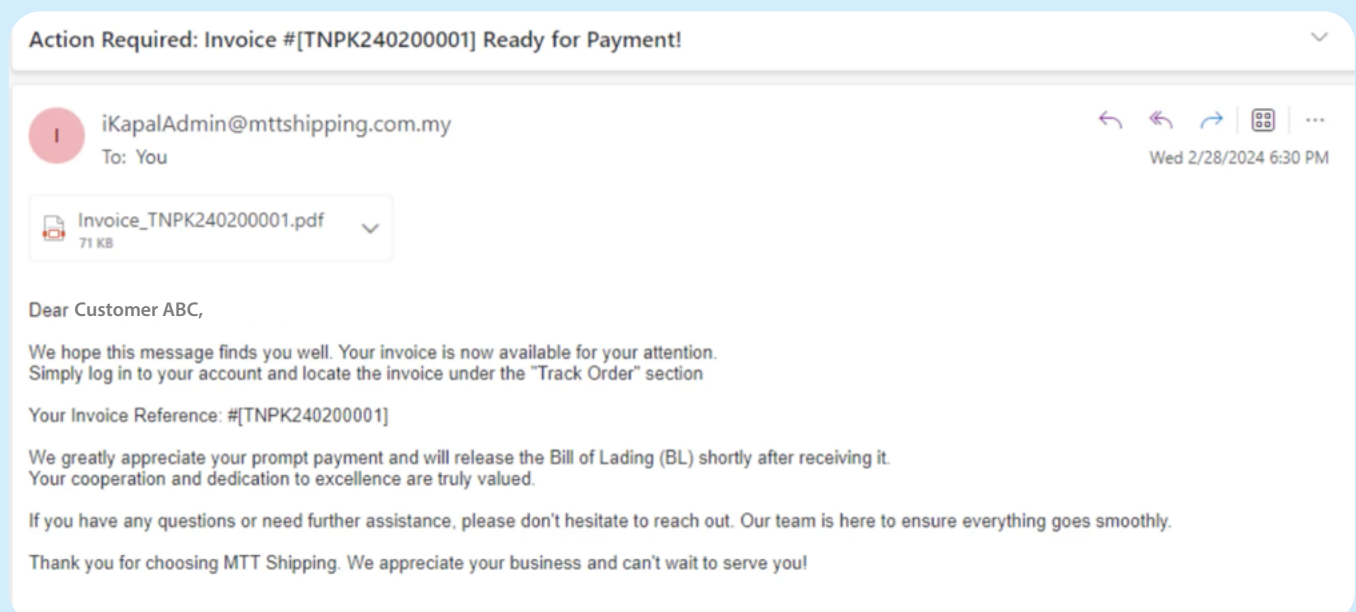 Action Required: Invoice #[TNPK240200001] Ready for Payment!
I
iKapalAdmin@mttshipping.com.my
To: You
Wed 2/28/2024 6:30 PM
Invoice_TNPK240200001.pdf
71 KB
Dear Customer ABC,
We hope this message finds you well. Your invoice is now available for your attention.
Simply log in to your account and locate the invoice under the "Track Order" section
Your Invoice Reference: #[TNPK240200001]
We greatly appreciate your prompt payment and will release the Bill of Lading (BL) shortly after receiving it.
Your cooperation and dedication to excellence are truly valued.
If you have any questions or need further assistance, please don't hesitate to reach out. Our team is here to ensure everything goes smoothly.
Thank you for choosing MTT Shipping. We appreciate your business and can't wait to serve you!